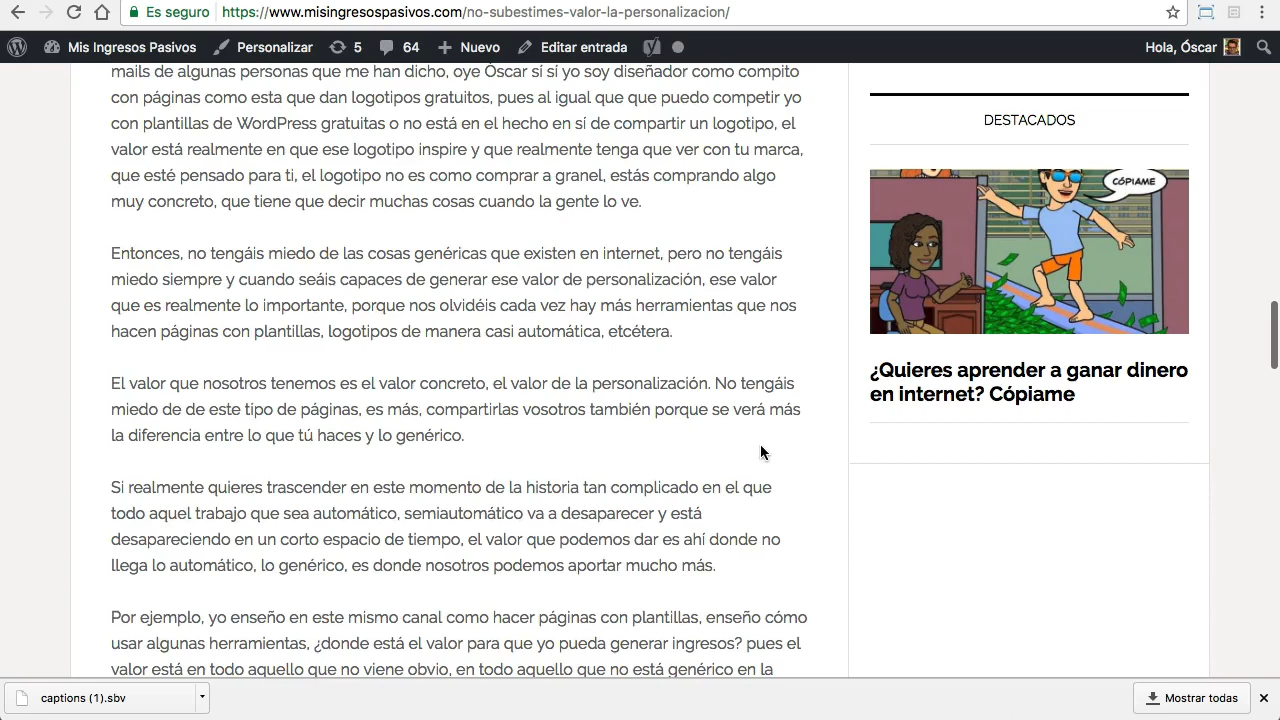 Es seguro https://www.misingresospasivos.com/no-subestimes-valor-la-personalizacion/
Mis Ingresos Pasivos Personalizar 5 64 Nuevo Editar entrada Hola, Óscar
mails de algunas personas que me han dicho, oye Óscar sí sí yo soy diseñador como compito
con páginas como esta que dan logotipos gratuitos, pues al igual que que puedo competir yo
con plantillas de WordPress gratuitas o no está en el hecho en sí de compartir un logotipo, el
valor está realmente en que ese logotipo inspire y que realmente tenga que ver con tu marca,
que esté pensado para ti, el logotipo no es como comprar a granel, estás comprando algo
muy concreto, que tiene que decir muchas cosas cuando la gente lo ve.
Entonces, no tengáis miedo de las cosas genéricas que existen en internet, pero no tengáis
miedo siempre y cuando seáis capaces de generar ese valor de personalización, ese valor
que es realmente lo importante, porque nos olvidéis cada vez hay más herramientas que nos
hacen páginas con plantillas, logotipos de manera casi automática, etcétera.
El valor que nosotros tenemos es el valor concreto, el valor de la personalización. No tengáis
miedo de de este tipo de páginas, es más, compartirlas vosotros también porque se verá más
la diferencia entre lo que tú haces y lo genérico.
Si realmente quieres trascender en este momento de la historia tan complicado en el que
todo aquel trabajo que sea automático, semiautomático va a desaparecer y está
desapareciendo en un corto espacio de tiempo, el valor que podemos dar es ahí donde no
llega lo automático, lo genérico, es donde nosotros podemos aportar mucho más.
Por ejemplo, yo enseño en este mismo canal como hacer páginas con plantillas, enseño cómo
usar algunas herramientas, ¿donde está el valor para que yo pueda generar ingresos? pues el
valor está en todo aquello que no viene obvio, en todo aquello que no está genérico en la
DESTACADOS
CÓPIAME
¿Quieres aprender a ganar dinero
en internet? Cópiame
captions (1).sbv
Mostrar todas